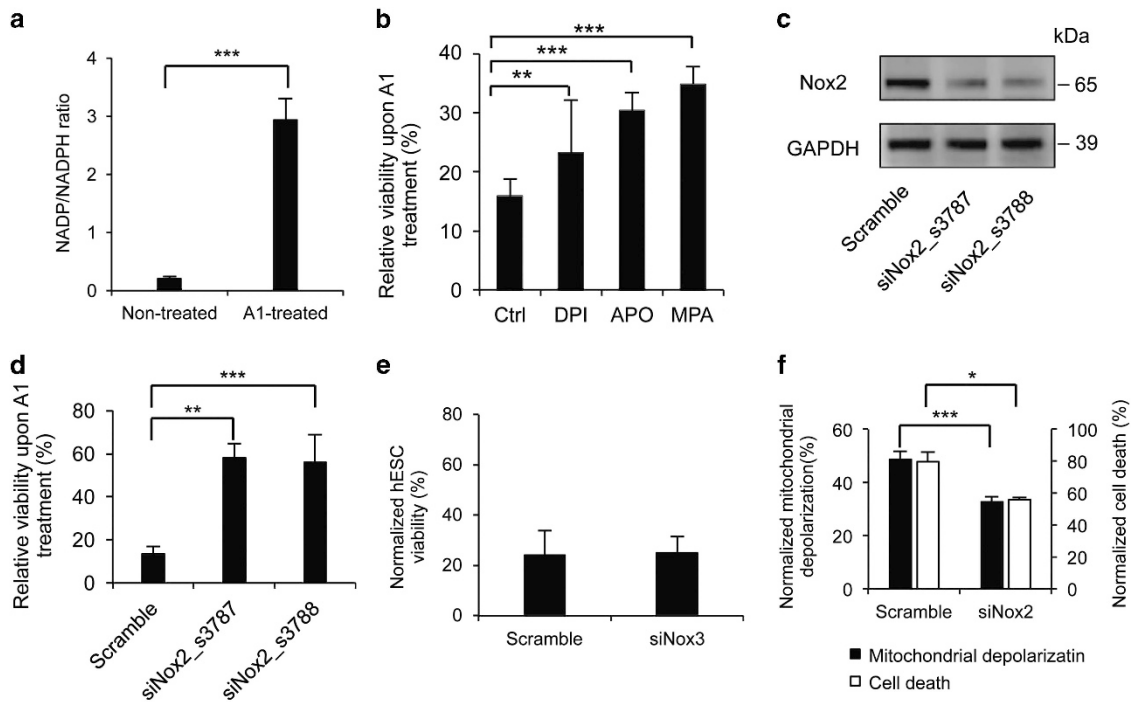 a
***
NADP/NADPH ratio
4
3
2
1
0
Non-treated
A1-treated
b
***
***
**
Relative viability upon A1
treatment (%)
40
30
20
10
0
Ctrl
DPI
APO
MPA
c
kDa
Nox2
– 65
GAPDH
– 39
Scramble
siNox2_s3787
siNox2_s3788
d
***
**
Relative viability upon A1
treatment (%)
80
60
40
20
0
Scramble
siNox2_s3787
siNox2_s3788
e
Normalized hESC
viability (%)
80
60
40
20
0
Scramble
siNox3
f
*
***
Normalized mitochondrial
depolarization(%)
60
40
20
0
100
80
60
40
20
0
Normalized cell death (%)
Scramble
siNox2
Mitochondrial depolarizatin
Cell death